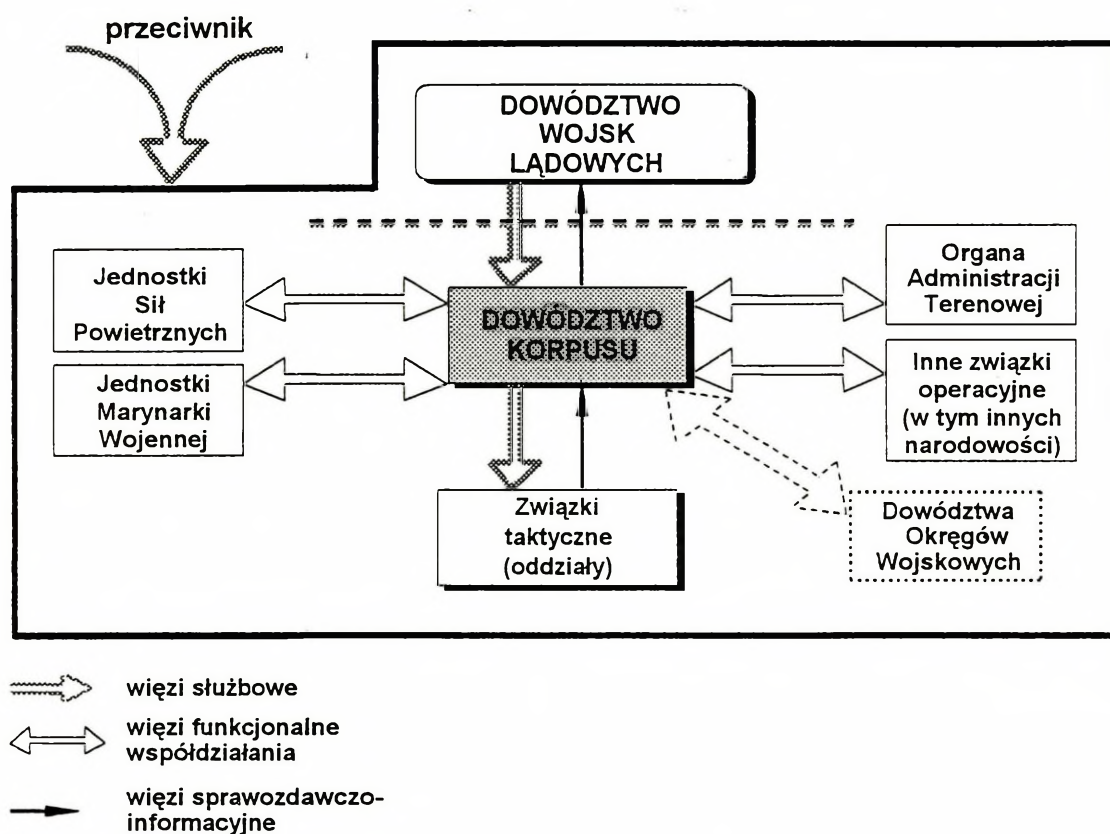 przeciwnik
DOWÓDZTWO
WOJSK
LĄDOWYCH
Jednostki
Sił
Powietrznych
Jednostki
Marynarki
Wojennej
DOWÓDZTWO
KORPUSU
Organa
Administracji
Terenowej
Inne związki
operacyjne
(w tym innych
narodowości)
Związki
taktyczne
(oddziały)
Dowództwa
Okręgów
Wojskowych
więzi służbowe
więzi funkcjonalne
współdziałania
więzi sprawozdawczo-
informacyjne